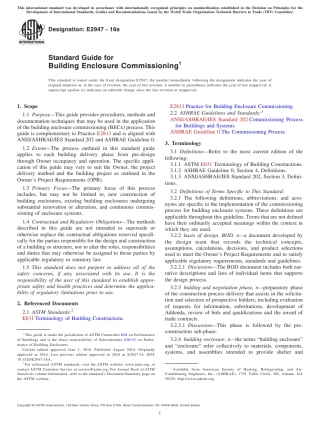 This international standard was developed in accordance with internationally recognized principles on standardization established in the Decision on Principles for the
Development of International Standards, Guides and Recommendations issued by the World Trade Organization Technical Barriers to Trade (TBT) Committee.
Designation: E2947 − 16a
Standard Guide for
Building Enclosure Commissioning1
This standard is issued under the fixed designation E2947; the number immediately following the designation indicates the year of
original adoption or, in the case of revision, the year of last revision. A number in parentheses indicates the year of last reapproval. A
superscript epsilon (ε) indicates an editorial change since the last revision or reapproval.
1. Scope
1.1 Purpose—This guide provides procedures, methods and
documentation techniques that may be used in the application
of the building enclosure commissioning (BECx) process. This
guide is complementary to Practice E2813 and is aligned with
ANSI/ASHRAE/IES Standard 202 and ASHRAE Guideline 0.
1.2 Extent—The process outlined in this standard guide
applies to each building delivery phase from pre-design
through Owner occupancy and operation. The specific application
of this guide may vary to suit the Owner, the project
delivery method and the building project as outlined in the
Owner's Project Requirements (OPR).
1.3 Primary Focus—The primary focus of this process
includes, but may not be limited to, new construction of
building enclosures, existing building enclosures undergoing
substantial renovation or alteration, and continuous commissioning
of enclosure systems.
1.4 Contractual and Regulatory Obligations—The methods
described in this guide are not intended to supersede or
otherwise replace the contractual obligations reserved specifically
for the parties responsible for the design and construction
of a building or structure, nor to alter the roles, responsibilities
and duties that may otherwise be assigned to those parties by
applicable regulatory or statutory law.
1.5 This standard does not purport to address all of the
safety concerns, if any, associated with its use. It is the
responsibility of the user of this standard to establish appropriate
safety and health practices and determine the applicability
of regulatory limitations prior to use.
2. Referenced Documents
2.1 ASTM Standards:2
E631 Terminology of Building Constructions
1 This guide is under the jurisdiction of ASTM Committee E06 on Performance
of Buildings and is the direct responsibility of Subcommittee E06.55 on Performance
of Building Enclosures.
Current edition approved
2 For referenced ASTM standards, visit the ASTM website, www.astm.org, or
contact ASTM Customer Service at service@astm.org. For Annual Book of ASTM
Standards volume information, refer to the standard's Document Summary page on
the ASTM website.
E2813 Practice for Building Enclosure Commissioning
2.2 ASHRAE Guidelines and Standards:3
ANSI/ASHRAE/IES Standard 202 Commissioning Process
for Buildings and Systems
ASHRAE Guideline 0 The Commissioning Process
3. Terminology
3.1 Definitions—Refer to the most current edition of the
following:
3.1.1 ASTM E631 Terminology of Building Constructions.
3.1.2 ASHRAE Guideline 0, Section 4, Definitions.
3.1.3 ANSI/ASHRAE/IES Standard 202, Section 3, Definitions.
3.2 Definitions of Terms Specific to This Standard:
3.2.1 The following definitions, abbreviations, and acronyms
are specific to the implementation of the commissioning
process on building enclosure systems. These definitions are
applicable throughout this guideline. Terms that are not defined
have their ordinarily accepted meanings within the context in
which they are used.
3.2.2 basis of design, BOD, n—a document developed by
the design team that records the technical concepts,
assumptions, calculations, decisions, and product selections
used to meet the Owner's Project Requirements and to satisfy
applicable regulatory requirements, standards and guidelines.
3.2.2.1 Discussion—The BOD document includes both narrative
descriptions and lists of individual items that support
the design process.
3.2.3 bidding and negotiation phase, n—preparatory phase
of the construction process delivery that assists in the solicitation
and selection of prospective bidders, including evaluation
of requests for information, substitutions, development of
Addenda, review of bids and qualifications and the award of
trade contracts.
3.2.3.1 Discussion—This phase is followed by the pre-
construction sub-phase.
3.2.4 building enclosure, n—the terms "building enclosure"
and "enclosure" refer collectively to materials, components,
systems, and assemblies intended to provide shelter and
3 Available from American Society of Heating, Refrigerating, and Air-
Conditioning Engineers, Inc. (ASHRAE), 1791 Tullie Circle, NE, Atlanta, GA
30329, www.ashrae.org.
Copyright © ASTM International, 100 Barr Harbor Drive, PO Box C700, West Conshohocken, PA 19428-2959. United States
1